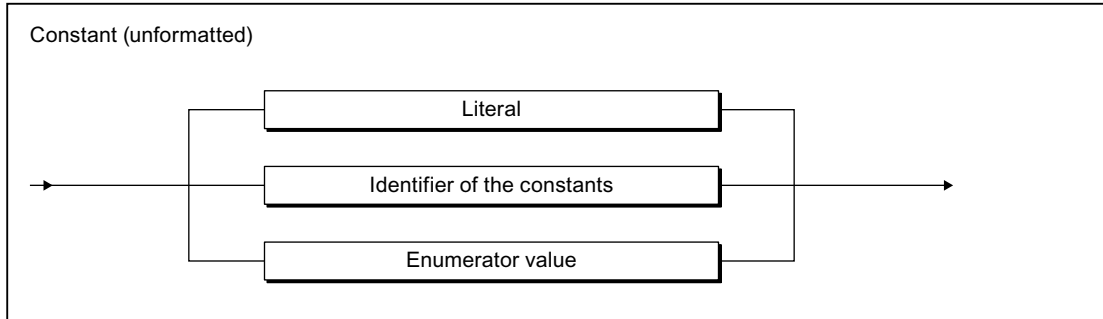 Constant (unformatted)
Literal
Identifier of the constants
Enumerator value